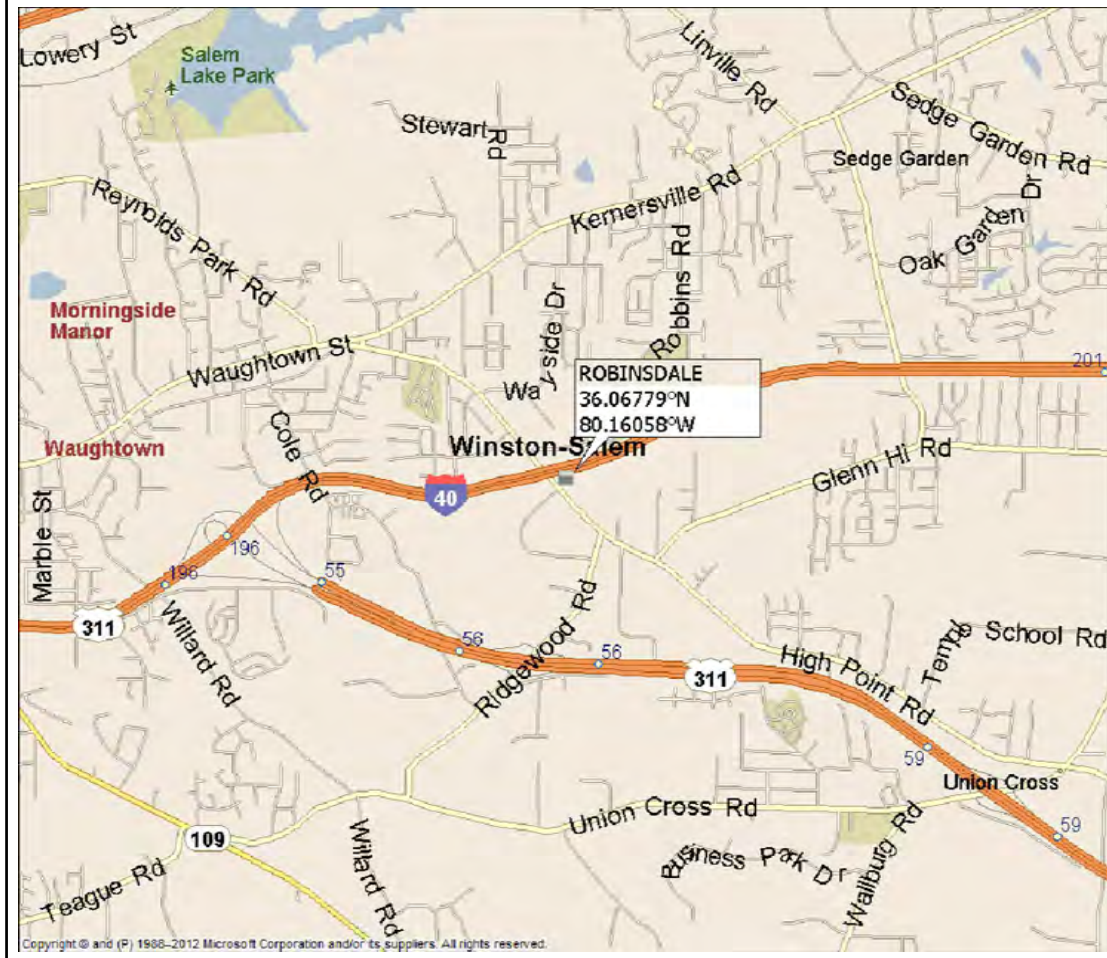 Lowery St
Salem
Lake Park
Linville Rd
Stewart Rd
Sedge Garden Rd
Sedge Garden
Kernersville Rd
Reynolds Park Rd
Oak Garden Dr
Morningside
Manor
Wayside Dr
Robbins Rd
Waughtown St
201
ROBINSDALE
36.06779°N
80.16058°W
Waughtown
Cole Rd
Winston-Salem
Glenn Hi Rd
40
Marble St
196
196
55
311
Willard Rd
56
56
Ridgewood Rd
311
High Point Rd
Temple School Rd
59
Union Cross
59
109
Union Cross Rd
Business Park Dr
Wallburg Rd
Willard Rd
Teague Rd
Copyright © and (P) 1988–2012 Microsoft Corporation and/or its suppliers. All rights reserved.